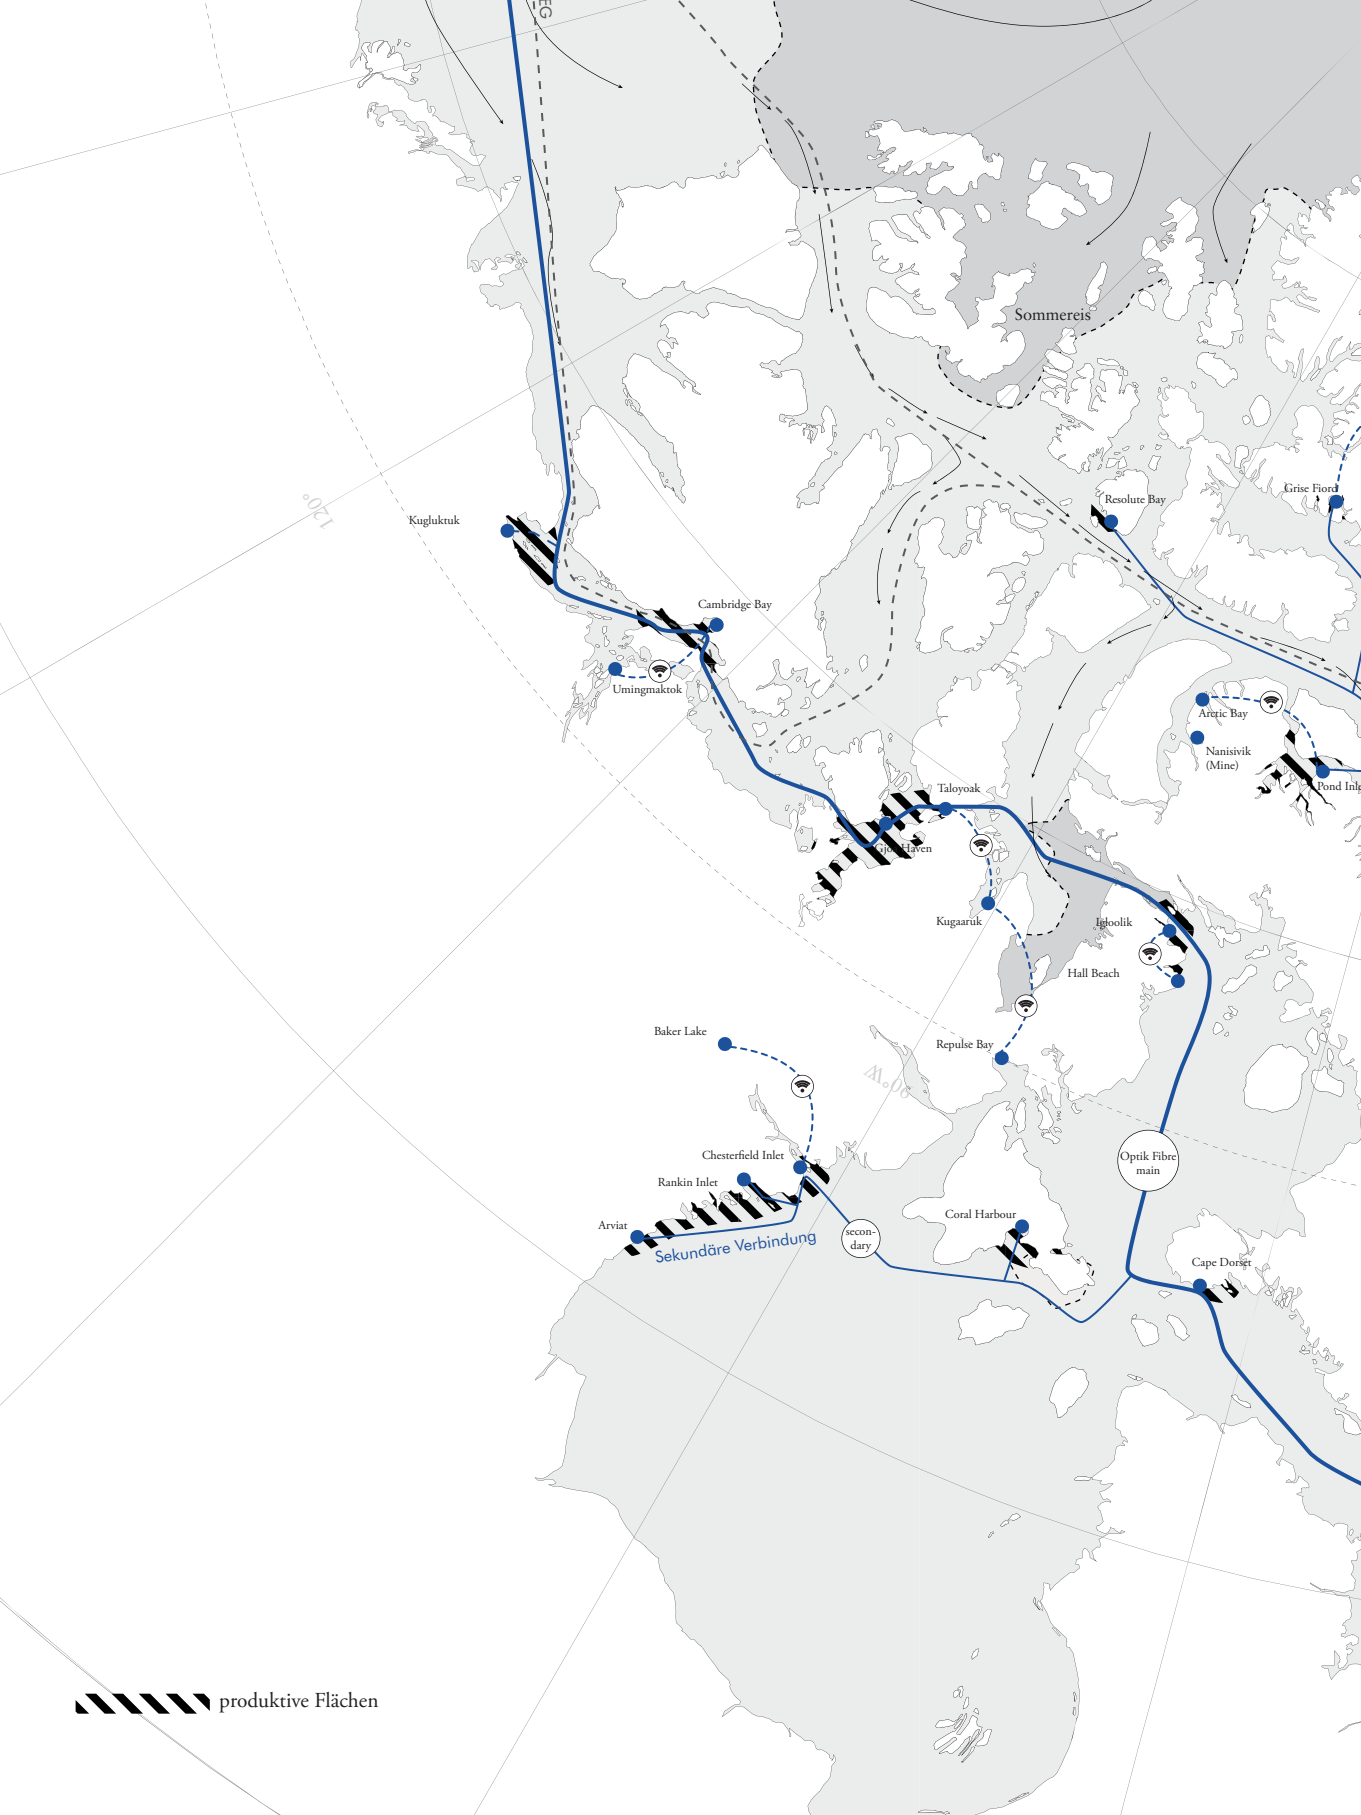 EG
Sommereis
Grise Fiord
Resolute Bay
120°
Kugluktuk
Cambridge Bay
Umingmaktok
Arctic Bay
Nanisivik
(Mine)
Pond Inl
Taloyoak
Gjoa Haven
Kugaaruk
Igloolik
Hall Beach
Baker Lake
Repulse Bay
90°W
Chesterfield Inlet
Optik Fibre
main
Rankin Inlet
Coral Harbour
Arviat
Sekundäre Verbindung
secon-
dary
Cape Dorset
produktive Flächen